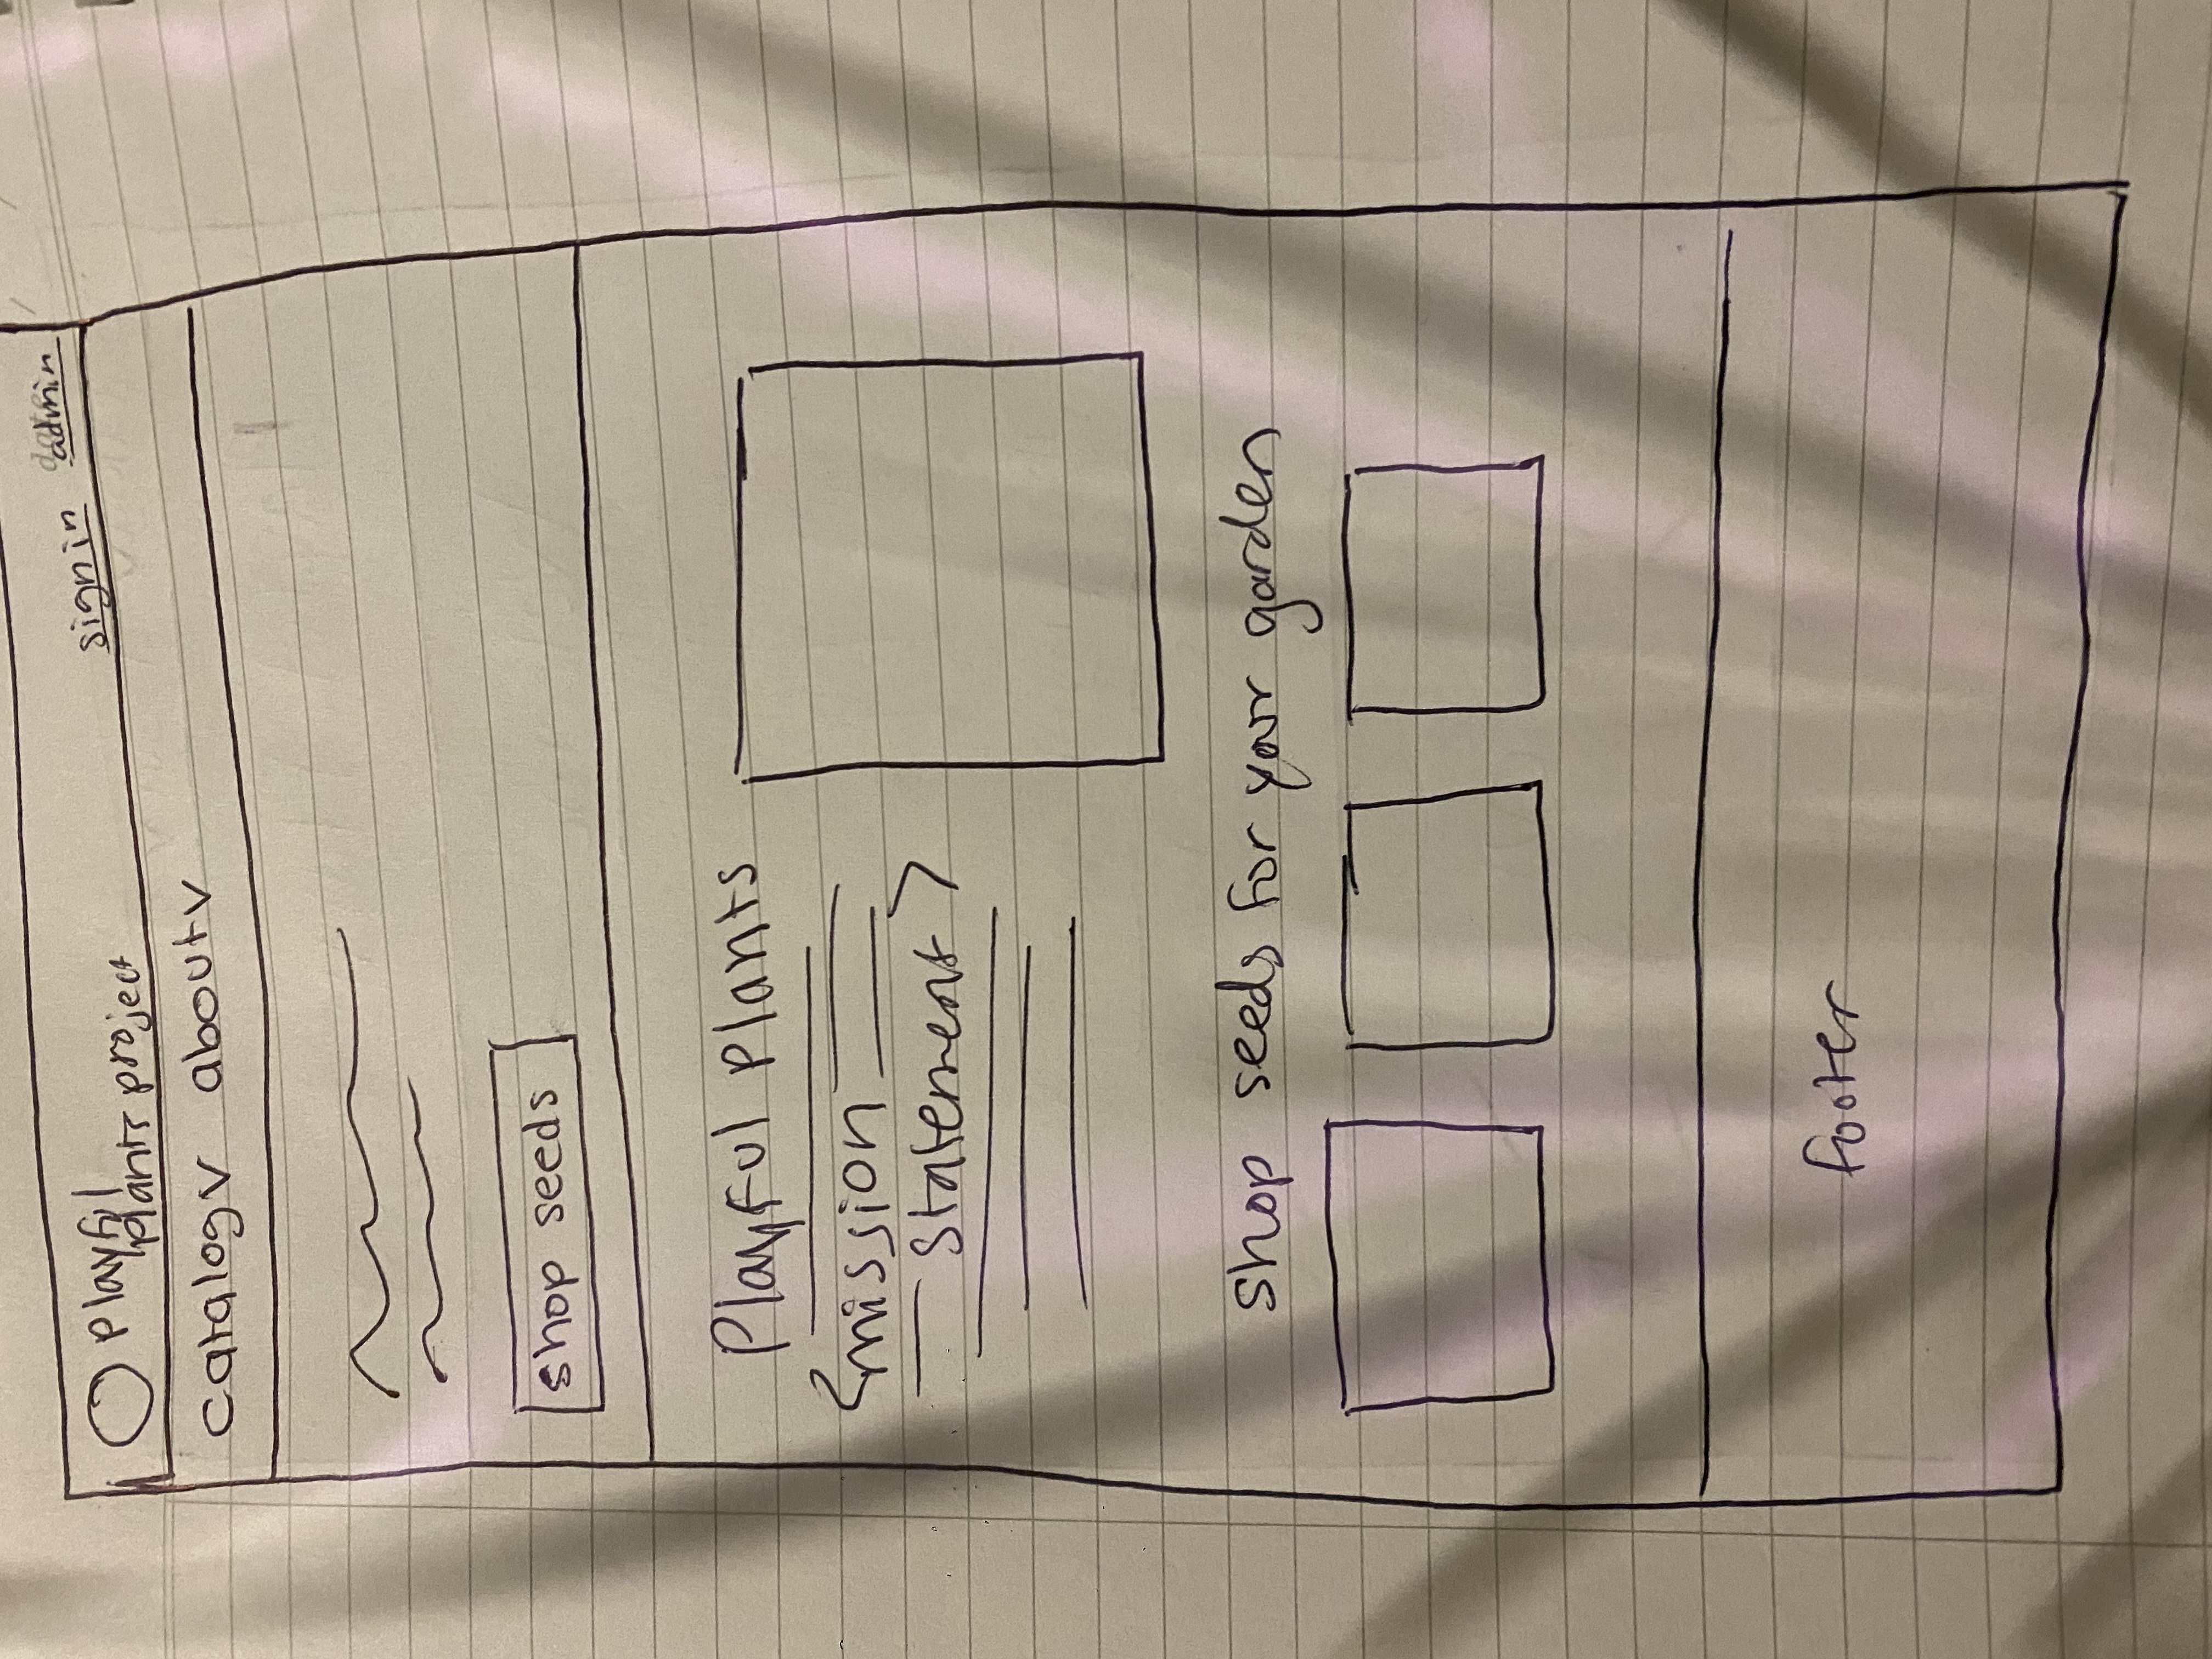 Playful
plants project
sign in admin
catalog v about v
shop seeds
Playful Plants
<mission
statement>
shop seeds for your garden
footer